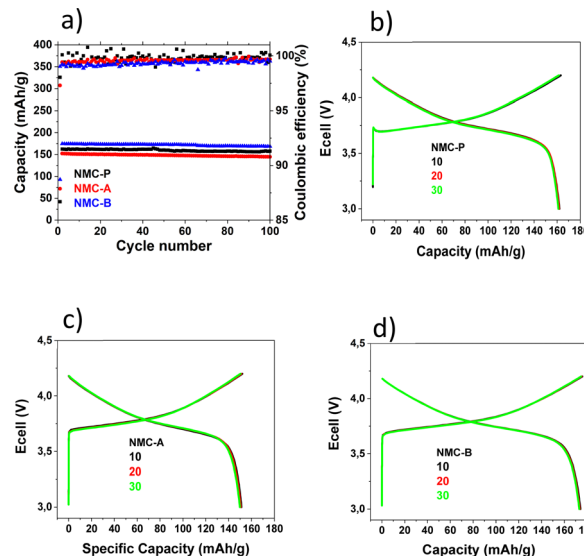 a)
400
350
300
250
200
150
100
50
0
Capacity (mAh/g)
NMC-P
NMC-A
NMC-B
100
95
90
85
Coulombic efficiency (%)
0 20 40 60 80 100
Cycle number
b)
4,5
4,0
3,5
3,0
Ecell (V)
NMC-P
10
20
30
0 20 40 60 80 100 120 140 160 180
Capacity (mAh/g)
c)
4,5
4,0
3,5
3,0
Ecell (V)
NMC-A
10
20
30
0 20 40 60 80 100 120 140 160
Specific Capacity (mAh/g)
d)
4,5
4,0
3,5
3,0
Ecell (V)
NMC-B
10
20
30
0 20 40 60 80 100 120 140 160
Capacity (mAh/g)